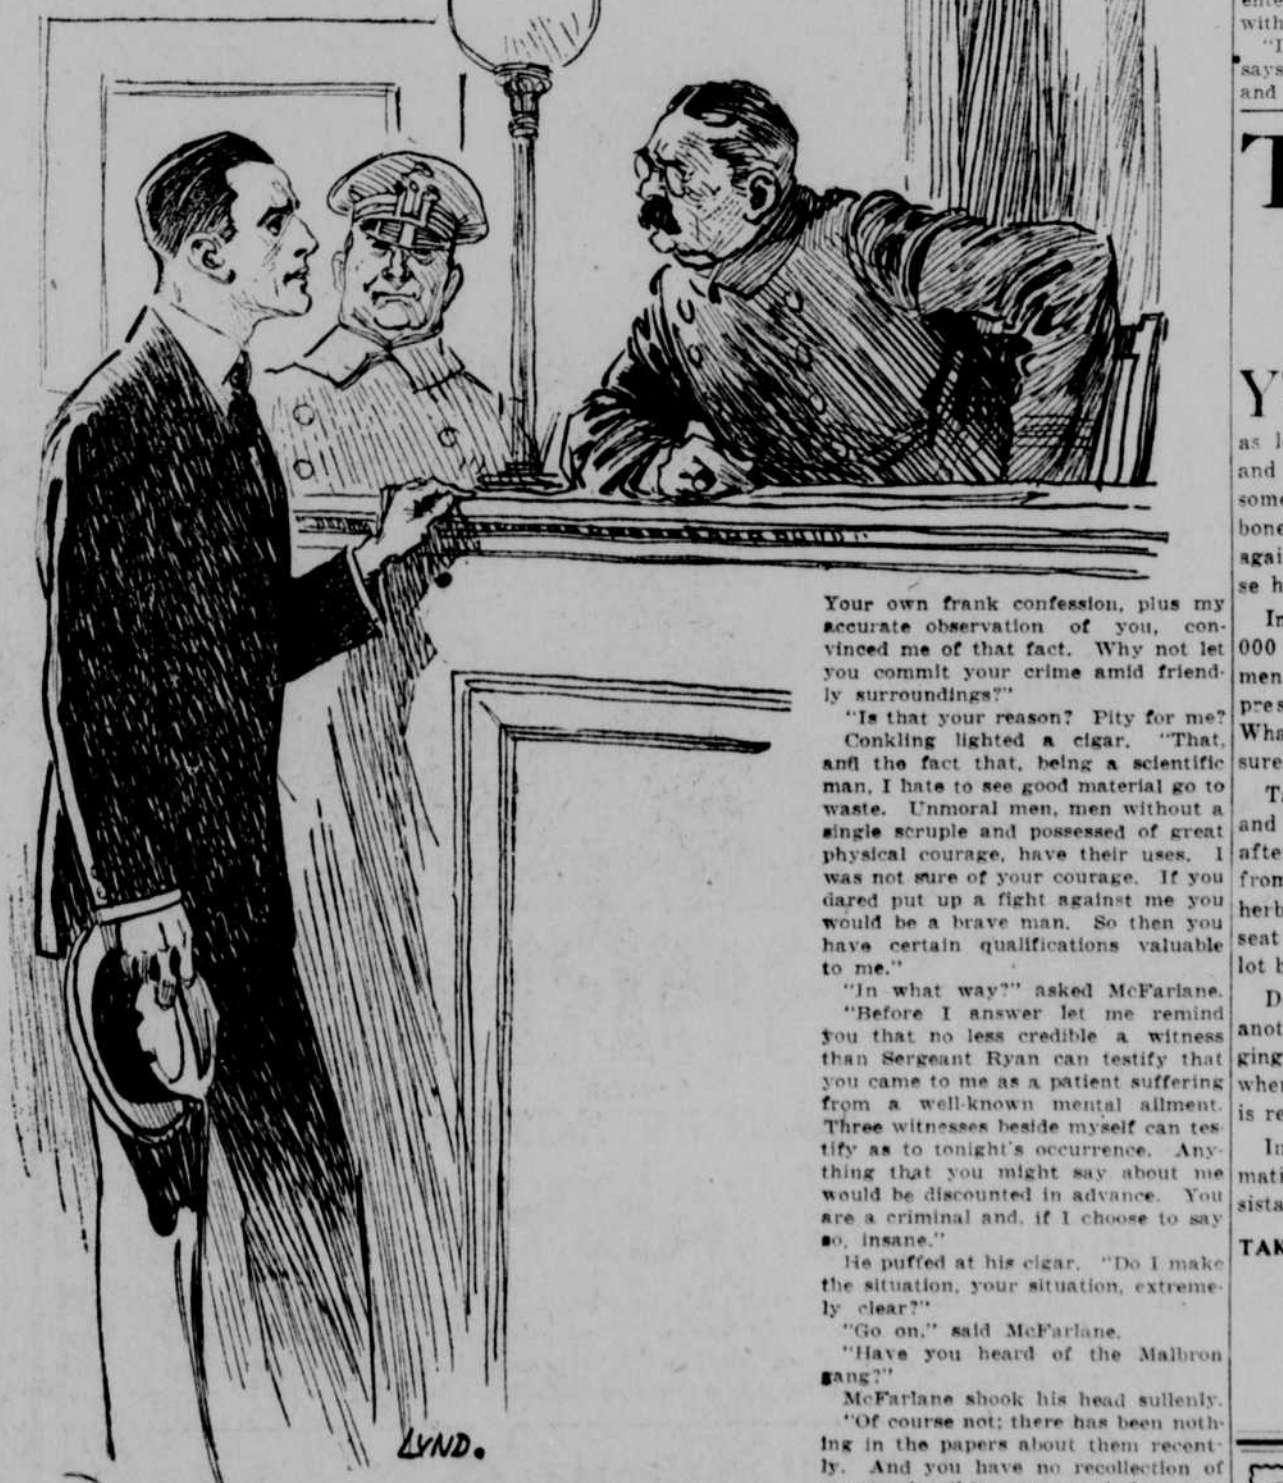 Your own frank confession, plus my
accurate observation of you, con-
vinced me of that fact. Why not let
you commit your crime amid friend-
ly surroundings?"
"Is that your reason? Pity for me?
Conkling lighted a cigar. "That,
and the fact that, being a scientific
man, I hate to see good material go to
waste. Unmoral men, men without a
single scruple and possessed of great
physical courage, have their uses. I
was not sure of your courage. If you
dared put up a fight against me you
would be a brave man. So then you
have certain qualifications valuable
to me."
"In what way?" asked McFarlane.
"Before I answer let me remind
you that no less credible a witness
than Sergeant Ryan can testify that
you came to me as a patient suffering
from a well-known mental ailment.
Three witnesses beside myself can tes-
tify as to tonight's occurrence. Any-
thing that you might say about me
would be discounted in advance. You
are a criminal and, if I choose to say
so, insane."
He puffed at his cigar. "Do I make
the situation, your situation, extreme-
ly clear?"
"Go on," said McFarlane.
"Have you heard of the Malbron
gang?"
McFarlane shook his head sullenly.
"Of course not; there has been noth-
ing in the papers about them recent-
ly. And you have no recollection of
LYND.
with
says
and
T
Y
as
and
some
bone
agai
se h
In
000
men
pres
Wha
sure
T
and
afte
from
herb
seat
lot
D
anot
ging
when
is re
In
mati
sista
TAK